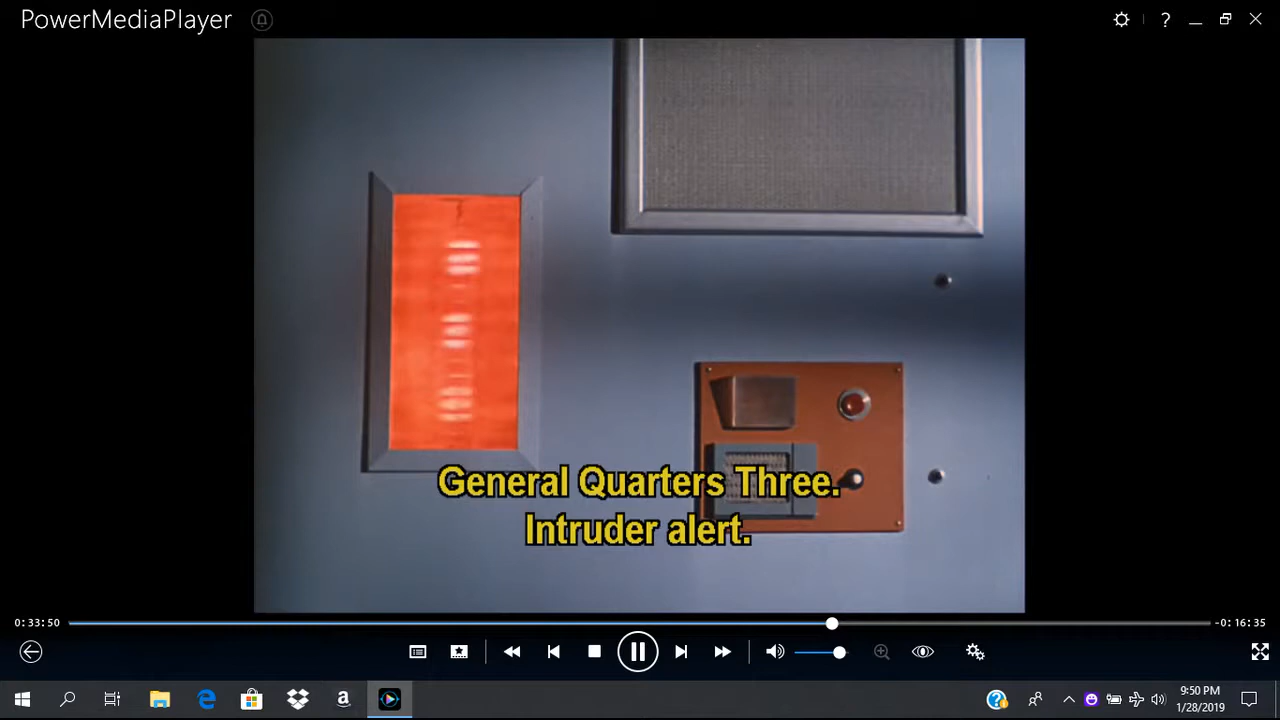 PowerMediaPlayer
?
General Quarters Three.
Intruder alert.
0:33:50
-0:16:35
9:50 PM
1/28/2019